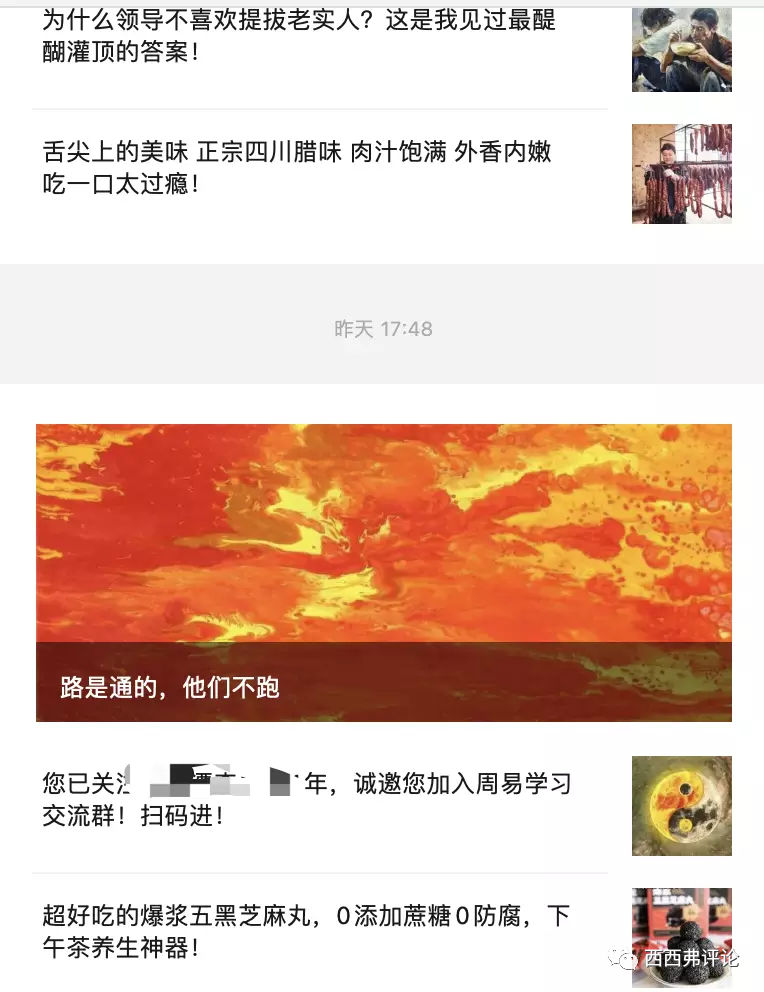 为什么领导不喜欢提拔老实人？这是我见过最醍
醐灌顶的答案！
舌尖上的美味 正宗四川腊味 肉汁饱满 外香内嫩
吃一口太过瘾！
昨天 17:48
路是通的，他们不跑
您已关注 年，诚邀您加入周易学习
交流群！扫码进！
超好吃的爆浆五黑芝麻丸，0添加蔗糖0防腐，下
午茶养生神器！
西西弗评论